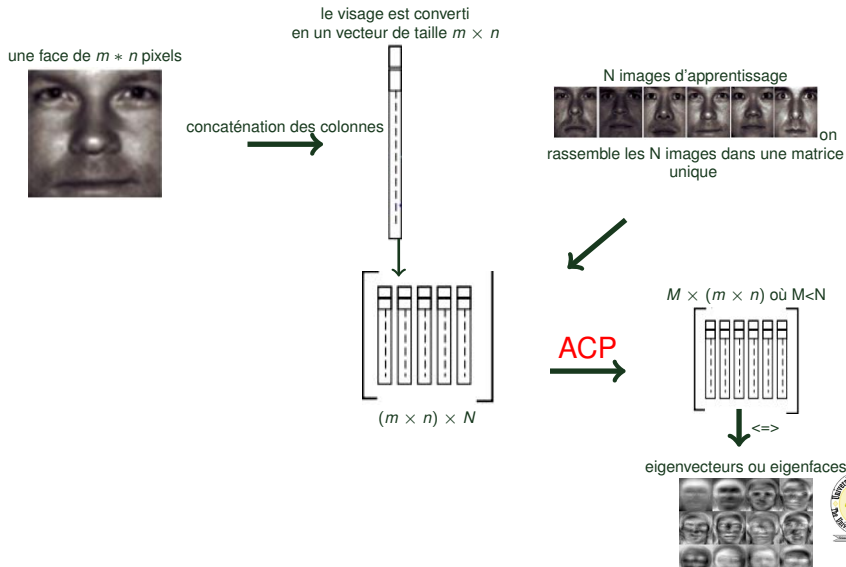 le visage est converti
en un vecteur de taille m × n
une face de m * n pixels
concaténation des colonnes
N images d'apprentissage
on
rassemble les N images dans une matrice
unique
(m × n) × N
ACP
M × (m × n) où M<N
<=>
eigenvecteurs ou eigenfaces